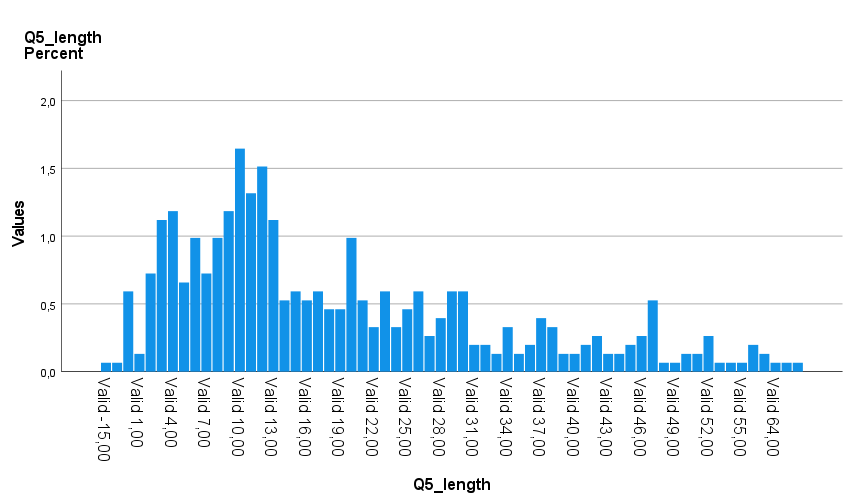 Q5_length
Percent
2,0
1,5
1,0
0,5
0,0
Values
Valid -15,00
Valid 1,00
Valid 4,00
Valid 7,00
Valid 10,00
Valid 13,00
Valid 16,00
Valid 19,00
Valid 22,00
Valid 25,00
Valid 28,00
Valid 31,00
Valid 34,00
Valid 37,00
Valid 40,00
Valid 43,00
Valid 46,00
Valid 49,00
Valid 52,00
Valid 55,00
Valid 64,00
Q5_length